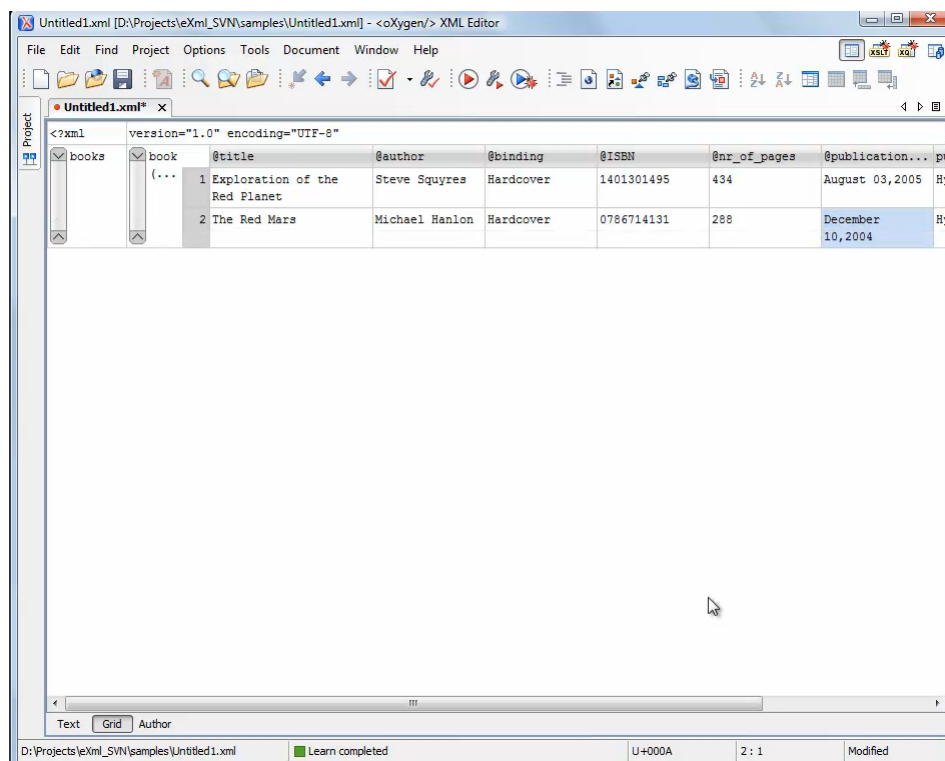 Untitled1.xml [D:\Projects\eXml_SVN\samples\Untitled1.xml] - <oXygen/> XML Editor
File Edit Find Project Options Tools Document Window Help
Project
Untitled1.xml* x
<?xml version="1.0" encoding="UTF-8"
books book @title @author @binding @ISBN @nr_of_pages @publication...
(... 1 Exploration of the Steve Squyres Hardcover 1401301495 434 August 03,2005
Red Planet
2 The Red Mars Michael Hanlon Hardcover 0786714131 288 December
10,2004
Text Grid Author
D:\Projects\eXml_SVN\samples\Untitled1.xml Learn completed U+000A 2 : 1 Modified